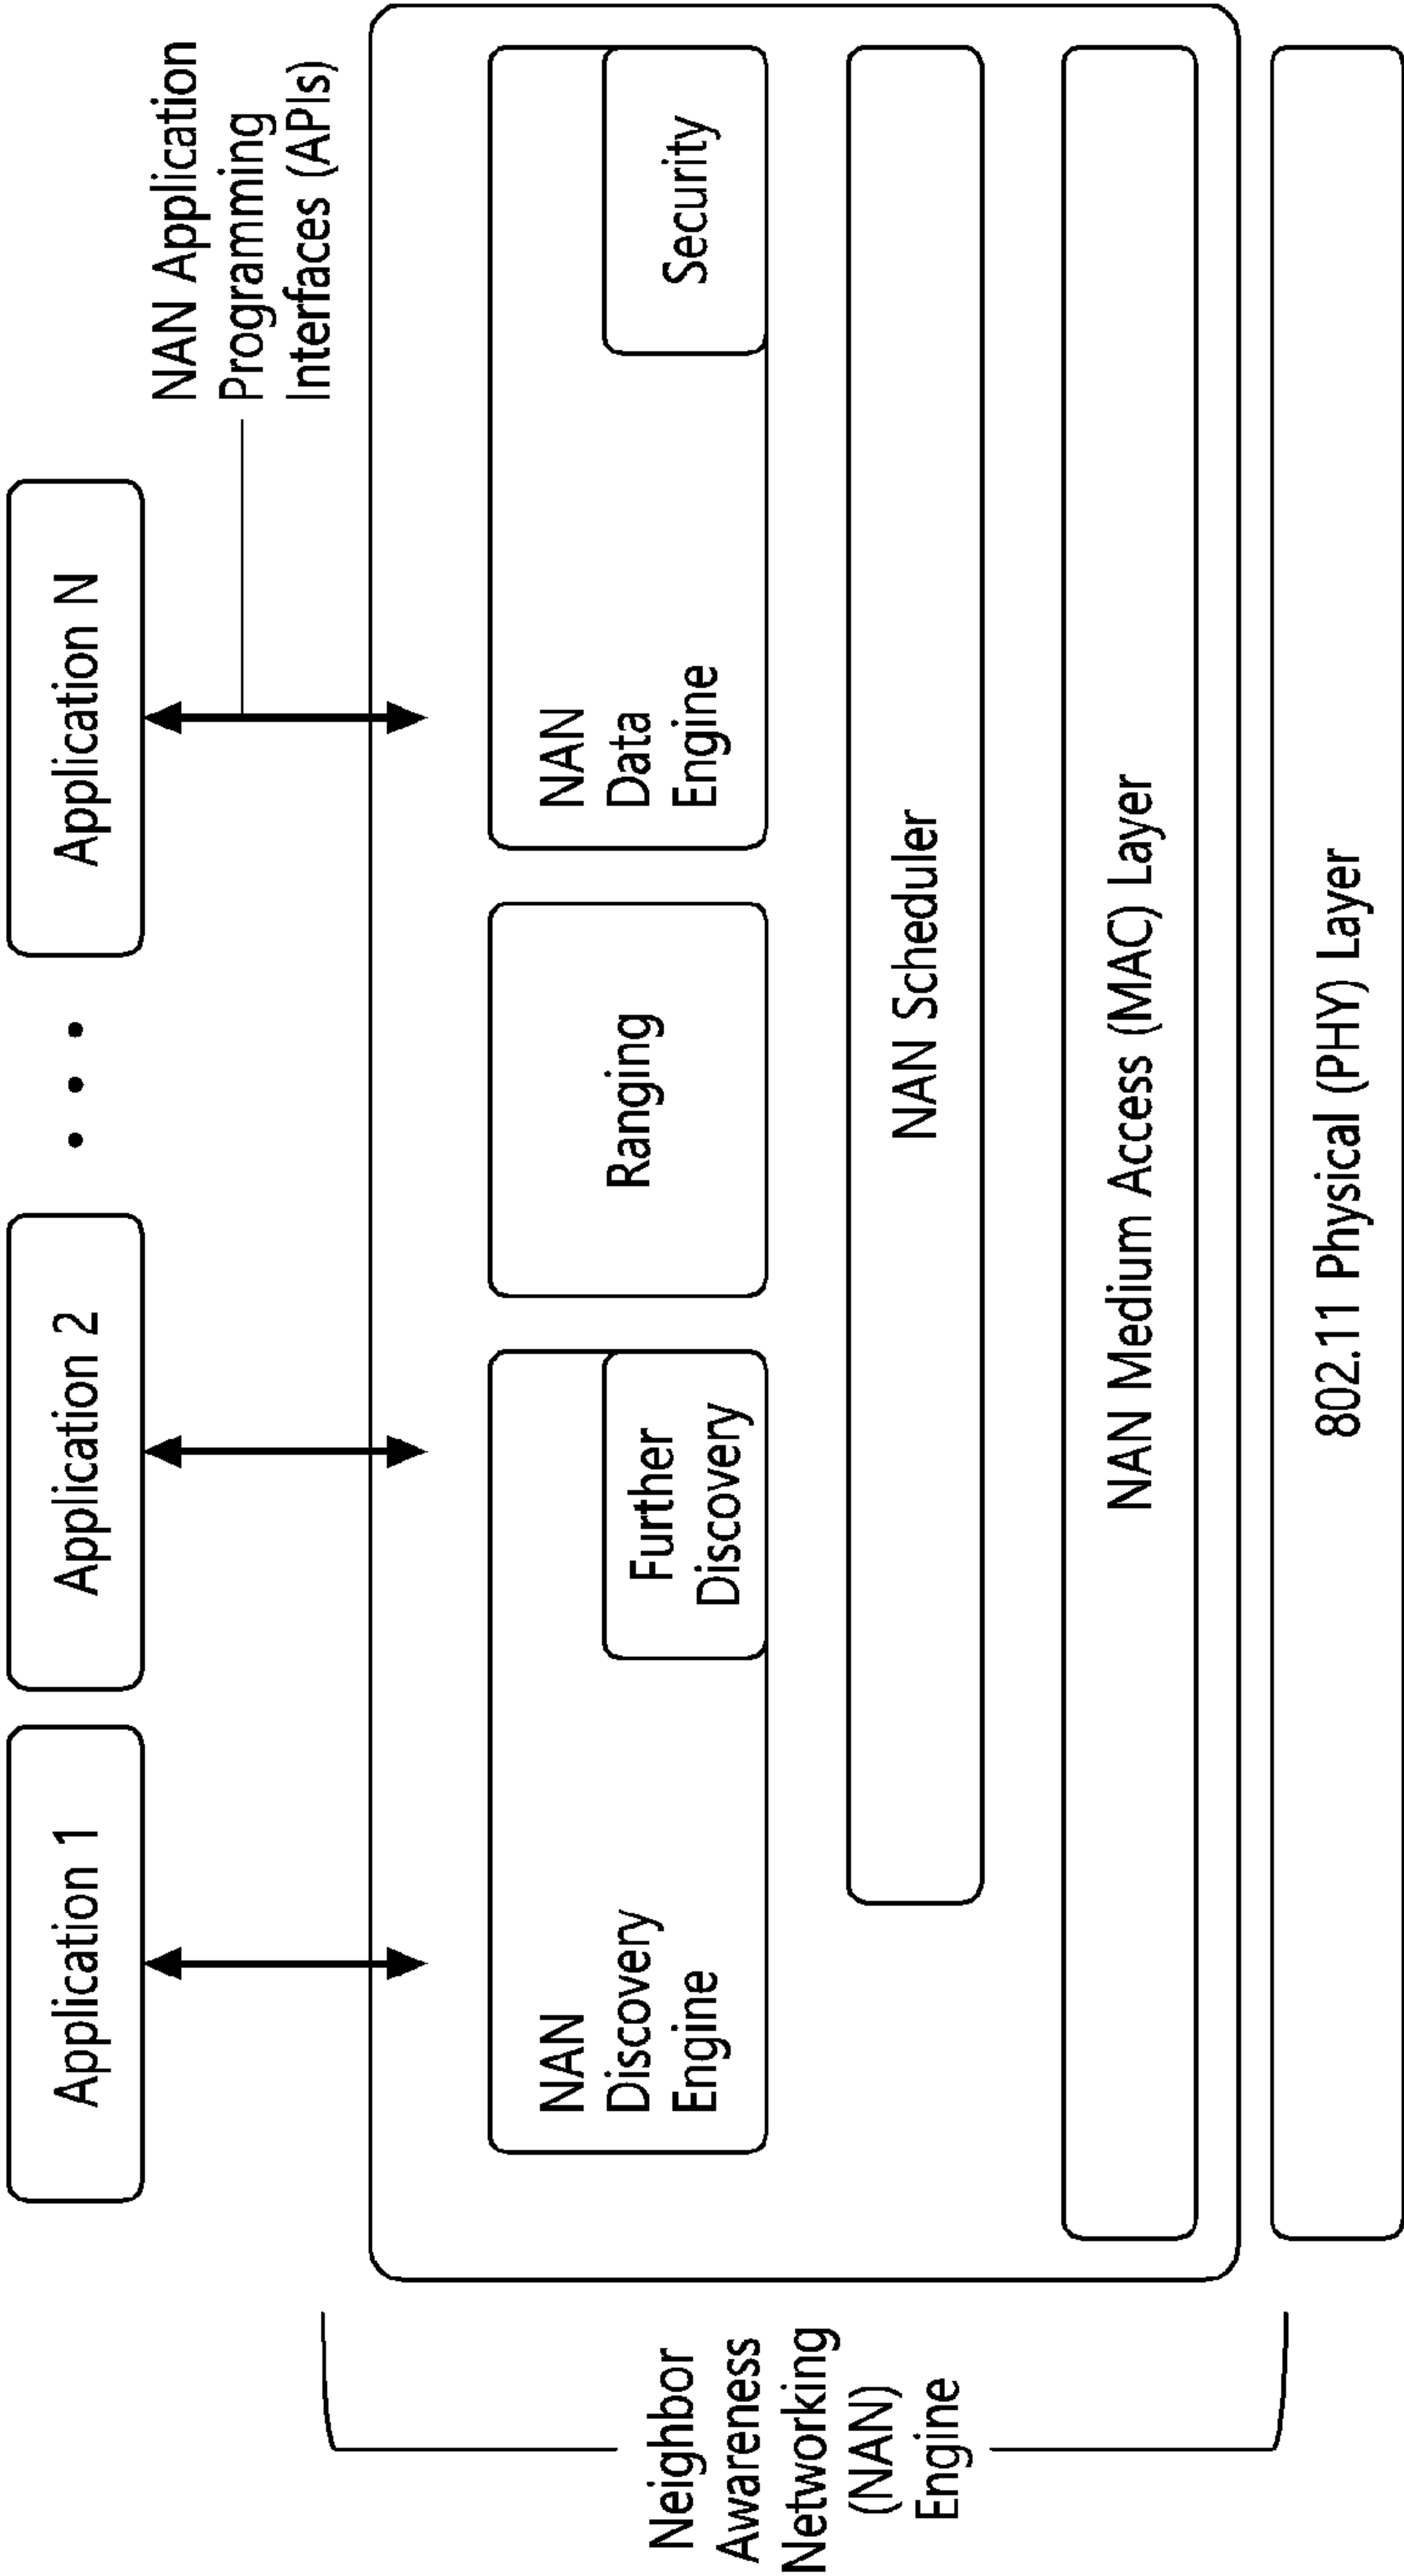 Application 1
Application 2
• • •
Application N
NAN Application
Programming
Interfaces (APIs)
Neighbor
Awareness
Networking
(NAN)
Engine
NAN
Discovery
Engine
Further
Discovery
Ranging
NAN
Data
Engine
Security
NAN Scheduler
NAN Medium Access (MAC) Layer
802.11 Physical (PHY) Layer